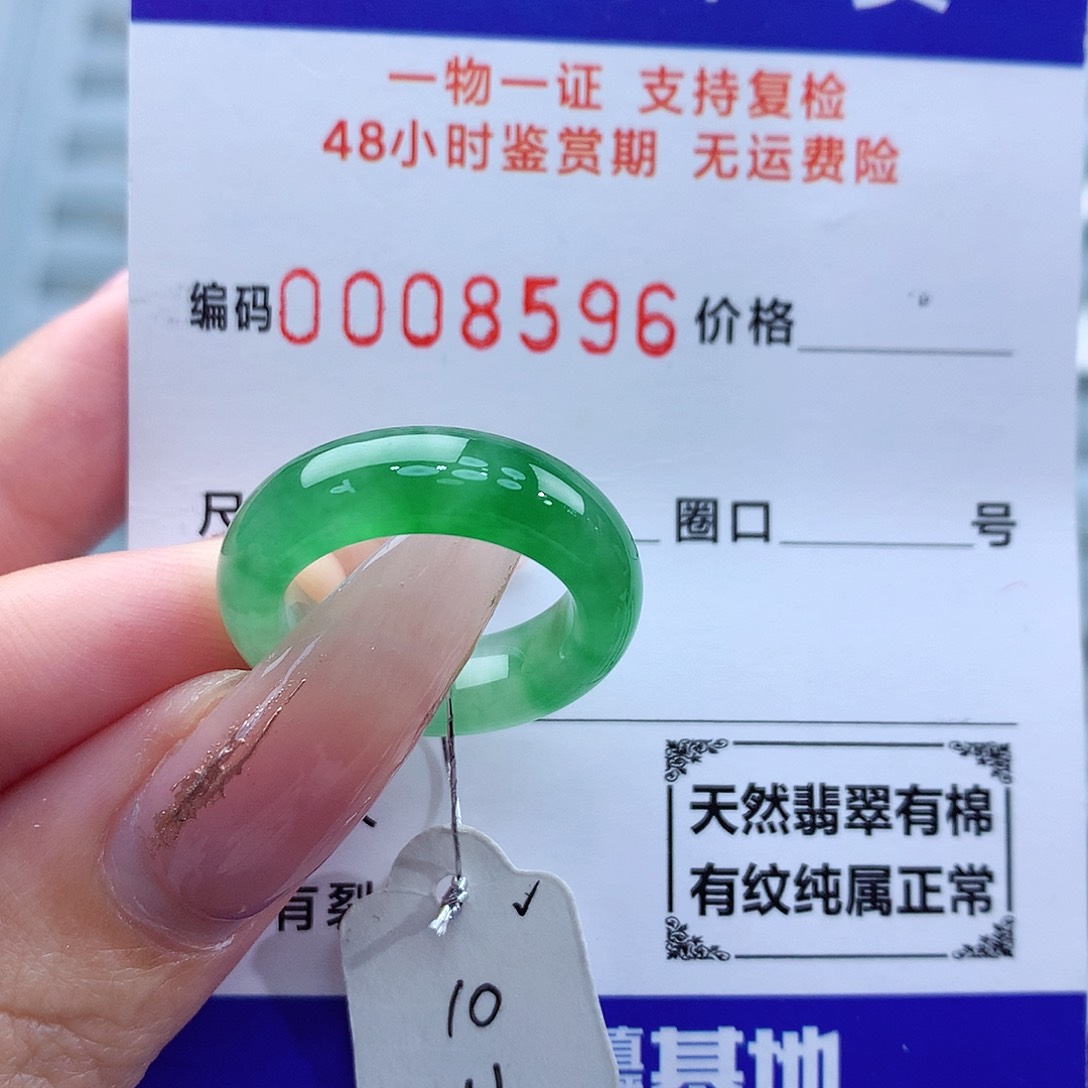 一物一证 支持复检
48小时鉴赏期 无运费险
编码0008596 价格
圈口 号
天然翡翠有棉
有纹纯属正常
有裂
10
基地